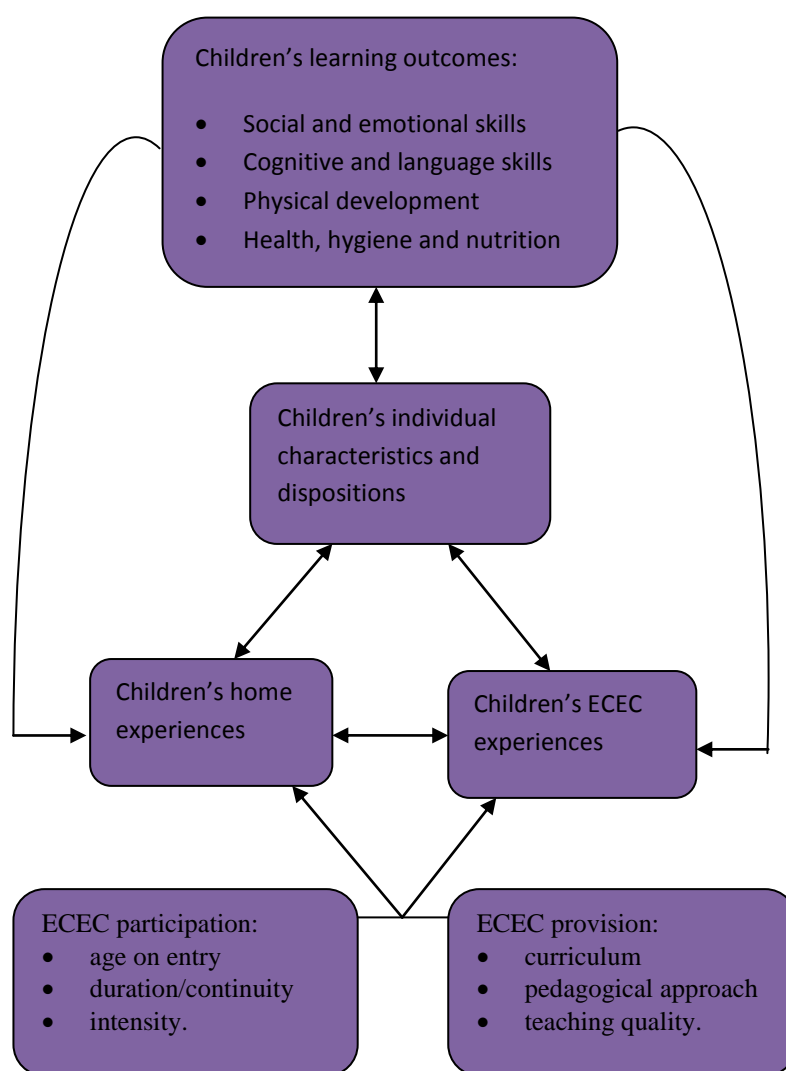 Children’s learning outcomes:
• Social and emotional skills
• Cognitive and language skills
• Physical development
• Health, hygiene and nutrition
Children’s individual
characteristics and
dispositions
Children’s home
experiences
Children’s ECEC
experiences
ECEC participation:
• age on entry
• duration/continuity
• intensity.
ECEC provision:
• curriculum
• pedagogical approach
• teaching quality.